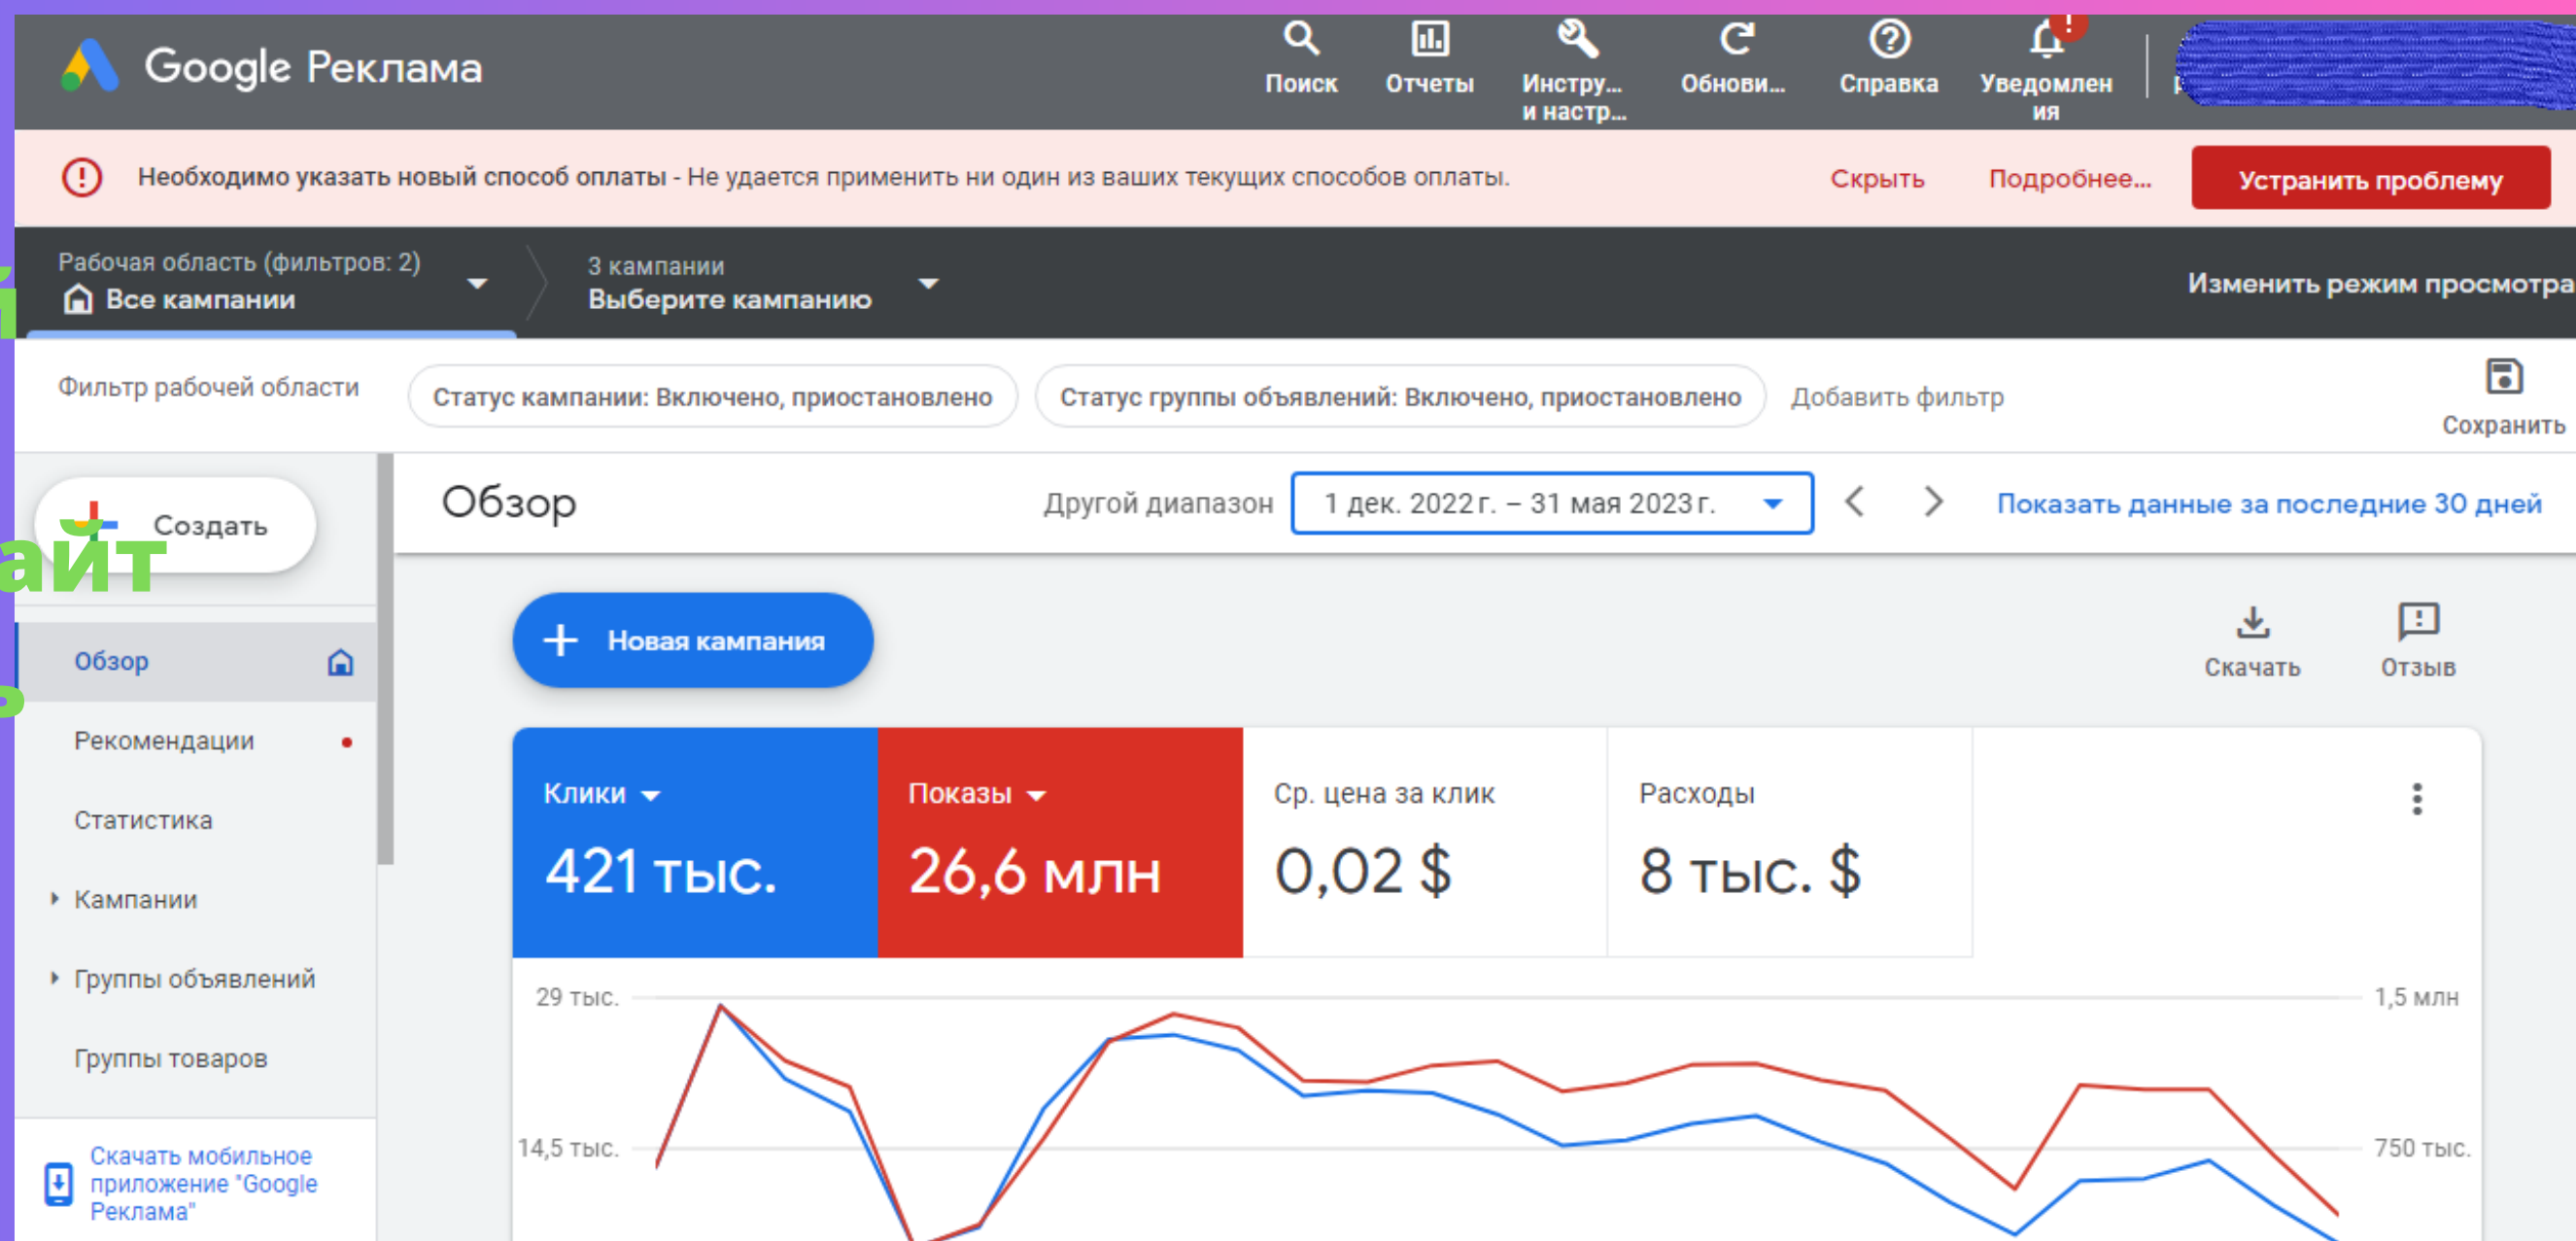 Google Реклама
Поиск
Отчеты
Инстру...
и настр...
Обнови...
Справка
Уведомлен
ия
Необходимо указать новый способ оплаты - Не удается применить ни один из ваших текущих способов оплаты.
Скрыть
Подробнее...
Устранить проблему
Рабочая область (фильтров: 2)
Все кампании
3 кампании
Выберите кампанию
Изменить режим просмотра
Фильтр рабочей области
Статус кампании: Включено, приостановлено
Статус группы объявлений: Включено, приостановлено
Добавить фильтр
Сохранить
Создать
айт
Обзор
Другой диапазон
1 дек. 2022 г. – 31 мая 2023 г.
Показать данные за последние 30 дней
Новая кампания
Скачать
Отзыв
Обзор
Рекомендации
Статистика
Кампании
Группы объявлений
Группы товаров
Скачать мобильное
приложение "Google
Реклама"
Клики
421 тыс.
Показы
26,6 млн
Ср. цена за клик
0,02 $
Расходы
8 тыс. $
29 тыс.
1,5 млн
14,5 тыс.
750 тыс.